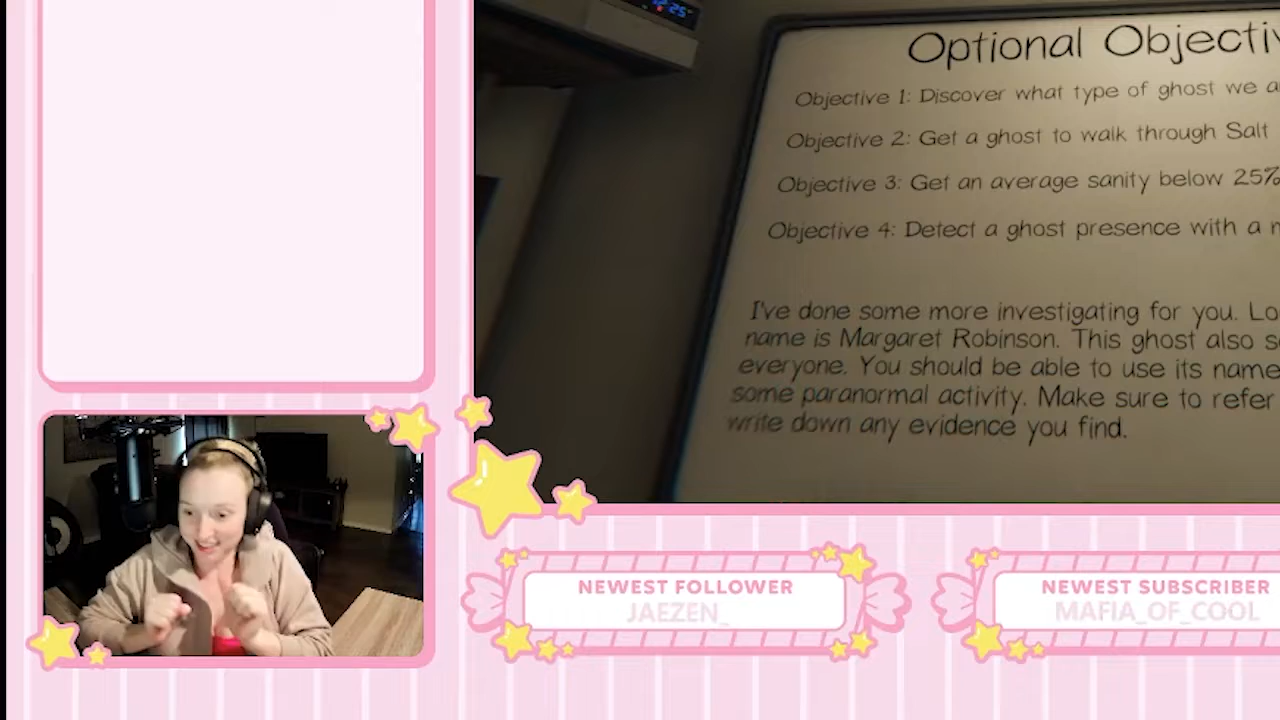 12:25
Optional Objectiv
Objective 1: Discover what type of ghost we a
Objective 2: Get a ghost to walk through Salt
Objective 3: Get an average sanity below 25%
Objective 4: Detect a ghost presence with a m
I've done some more investigating for you. Lo
name is Margaret Robinson. This ghost also s
everyone. You should be able to use its name
some paranormal activity. Make sure to refer
write down any evidence you find.
NEWEST FOLLOWER
JAEZEN_
NEWEST SUBSCRIBER
MAFIA_OF_COOL